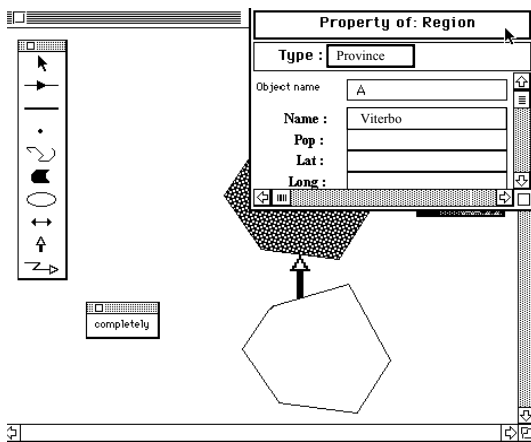 Property of: Region
Type : Province
Object name A
Name : Viterbo
Pop :
Lat :
Long :
completely